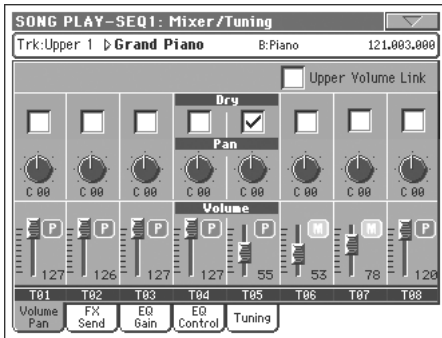 SONG PLAY-SEQ1: Mixer/Tuning
Trk:Upper 1 ▷Grand Piano B:Piano 121.003.000
Upper Volume Link
Dry
Pan
C 00 C 00 C 00 C 00 C 00 C 00 C 00 C 00
Volume
P P P P P M M P
127 126 127 127 55 53 78 120
T01 T02 T03 T04 T05 T06 T07 T08
Volume Pan FX Send EQ Gain EQ Control Tuning